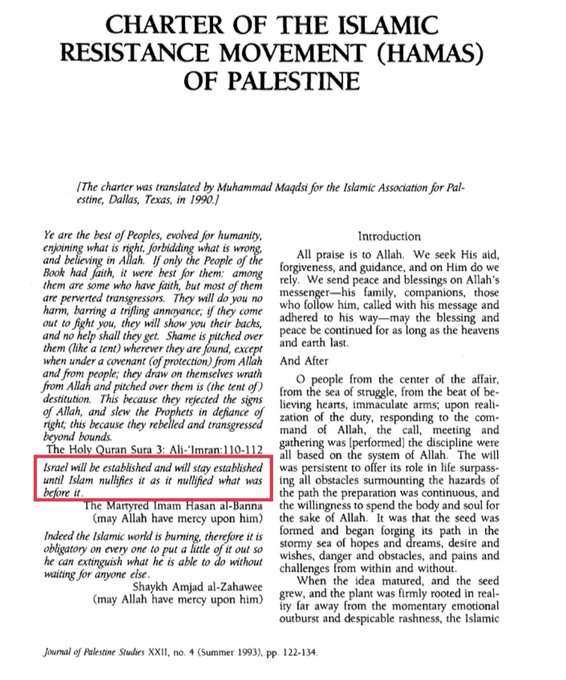 CHARTER OF THE ISLAMIC
RESISTANCE MOVEMENT (HAMAS)
OF PALESTINE
[The charter was translated by Muhammad Maqdsi for the Islamic Association for Pal-
estine, Dallas, Texas, in 1990.]
Ye are the best of Peoples, evolved for humanity,
enjoining what is right, forbidding what is wrong,
and believing in Allah. If only the People of the
Book had faith, it were best for them: among
them are some who have faith, but most of them
are perverted transgressors. They will do you no
harm, barring a trifling annoyance; if they come
out to fight you, they will show you their backs,
and no help shall they get. Shame is pitched over
them (like a tent) wherever they are found, except
when under a covenant (of protection) from Allah
and from people; they draw on themselves wrath
from Allah and pitched over them is (the tent of)
destitution. This because they rejected the signs
of Allah, and slew the Prophets in defiance of
right; this because they rebelled and transgressed
beyond bounds.
The Holy Quran Sura 3: Ali-'Imran:110-112
Israel will be established and will stay established
until Islam nullifies it as it nullified what was
before it.
The Martyred Imam Hasan al-Banna
(may Allah have mercy upon him)
Indeed the Islamic world is burning, therefore it is
obligatory on every one to put a little of it out so
he can extinguish what he is able to do without
waiting for anyone else.
Shaykh Amjad al-Zahawee
(may Allah have mercy upon him)
Introduction
All praise is to Allah. We seek His aid,
forgiveness, and guidance, and on Him do we
rely. We send peace and blessings on Allah's
messenger—his family, companions, those
who follow him, called with his message and
adhered to his way—may the blessing and
peace be continued for as long as the heavens
and earth last.
And After
O people from the center of the affair,
from the sea of struggle, from the beat of be-
lieving hearts, immaculate arms; upon reali-
zation of the duty, responding to the com-
mand of Allah, the call, meeting and
gathering was [performed] the discipline were
all based on the system of Allah. The will
was persistent to offer its role in life surpass-
ing all obstacles surmounting the hazards of
the path the preparation was continuous, and
the willingness to spend the body and soul for
the sake of Allah. It was that the seed was
formed and began forging its path in the
stormy sea of hopes and dreams, desire and
wishes, danger and obstacles, and pains and
challenges from within and without.
When the idea matured, and the seed
grew, and the plant was firmly rooted in real-
ity far away from the momentary emotional
outburst and despicable rashness, the Islamic
Journal of Palestine Studies XXII, no. 4 (Summer 1993), pp. 122-134.